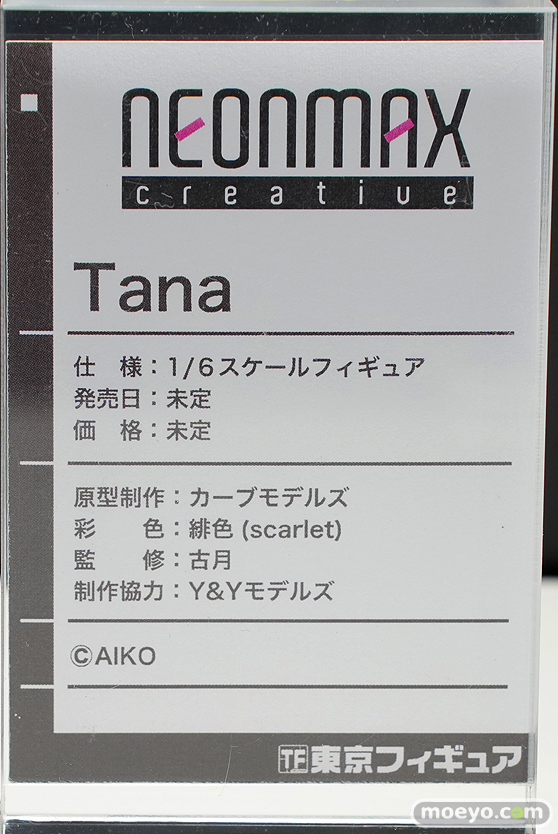 NEONMAX
creative
Tana
仕 様：1/6スケールフィギュア
発売日：未定
価 格：未定
原型制作：カーブモデルズ
彩 色：緋色 (scarlet)
監 修：古月
制作協力：Y&Yモデルズ
©AIKO
TF東京フィギュア
moeyo.com